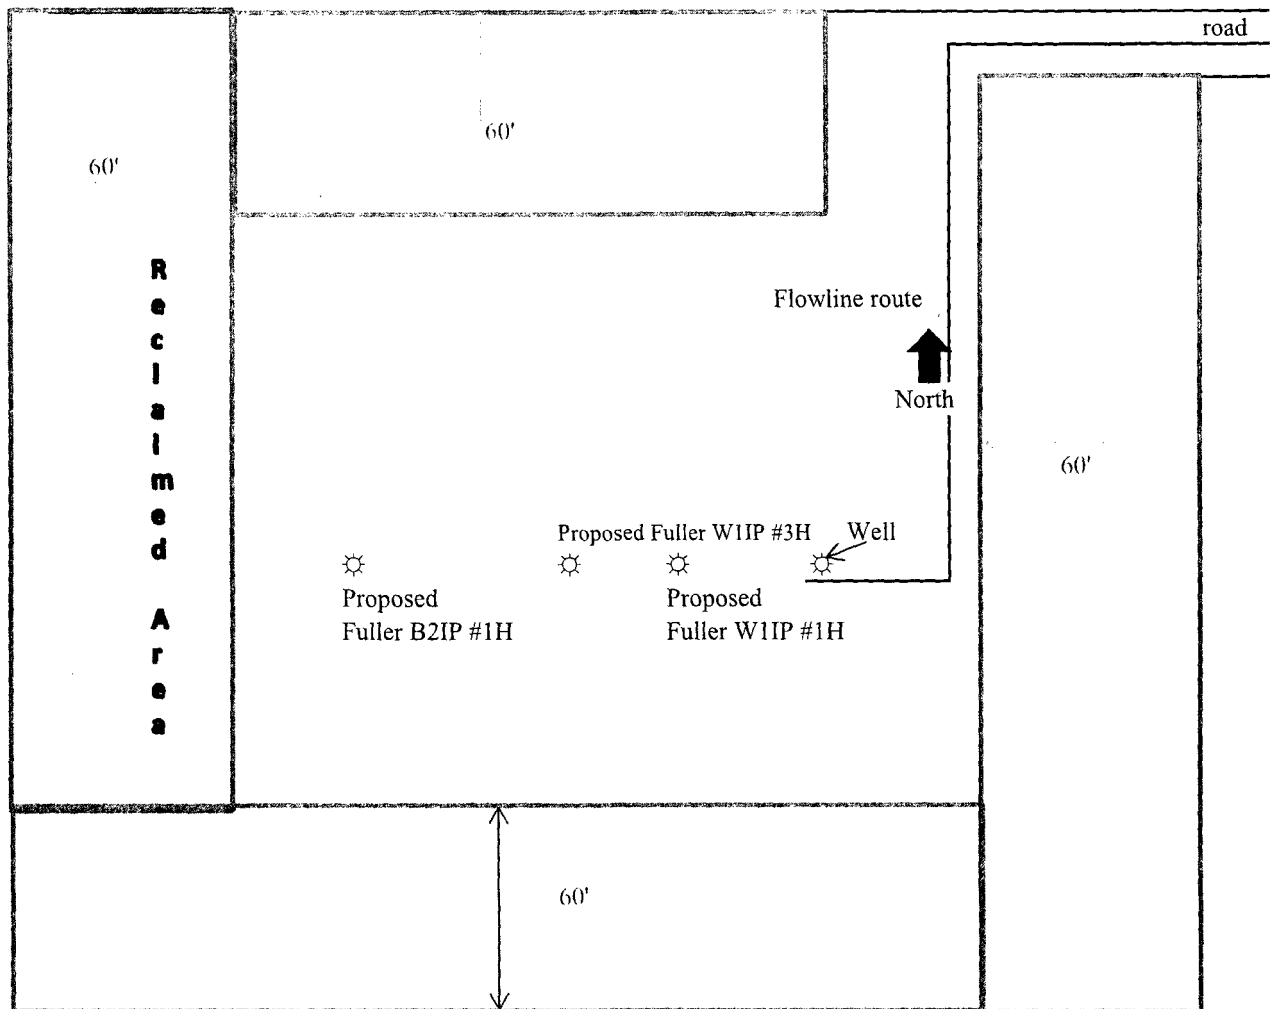 road
60'
60'
Reclaimed Area
Flowline route
North
60'
Proposed Fuller W1IP #3H
Well
Proposed
Fuller B2IP #1H
Proposed
Fuller W1IP #1H
60'